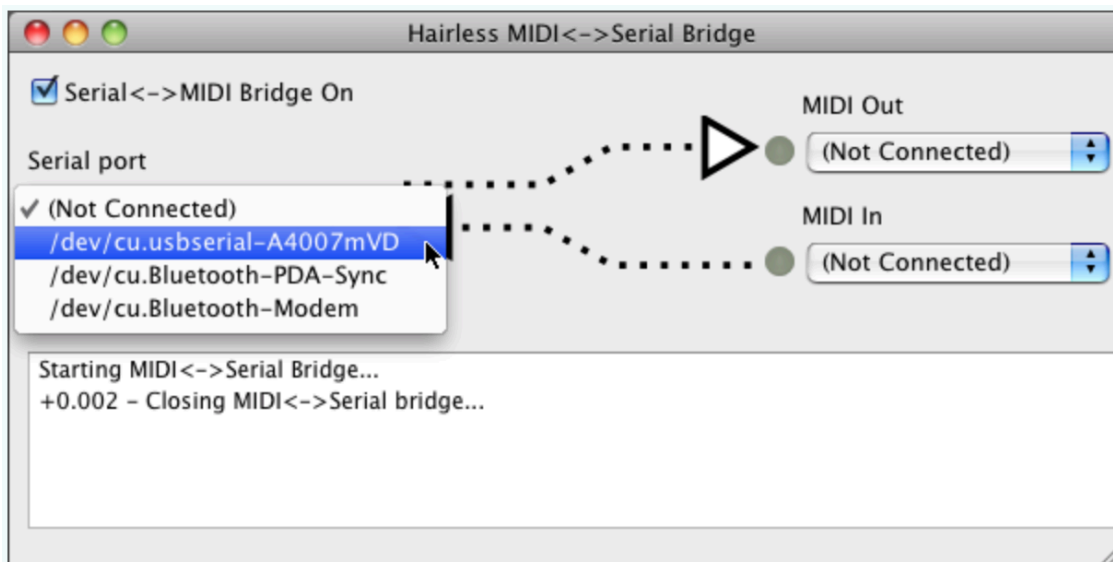 Hairless MIDI<->Serial Bridge
Serial<->MIDI Bridge On
Serial port
(Not Connected)
/dev/cu.usbserial-A4007mVD
/dev/cu.Bluetooth-PDA-Sync
/dev/cu.Bluetooth-Modem
MIDI Out
(Not Connected)
MIDI In
(Not Connected)
Starting MIDI<->Serial Bridge...
+0.002 - Closing MIDI<->Serial bridge...